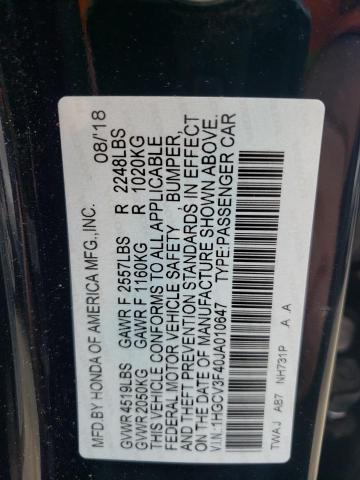 MFD.BY HONDA OF AMERICA MFG.,INC. 08/'18
GVWR 4519LBS GAWR F 2557LBS R 2248LBS
GVWR 2050KG GAWR F 1160KG R 1020KG
THIS VEHICLE CONFORMS TO ALL APPLICABLE
FEDERAL MOTOR VEHICLE SAFETY , BUMPER,
AND THEFT PREVENTION STANDARDS IN EFFECT
ON THE DATE OF MANUFACTURE SHOWN ABOVE.
V.I.N.:1HGCV3F40JA010647 TYPE:PASSENGER CAR
TWAJ A87 NH731P A A